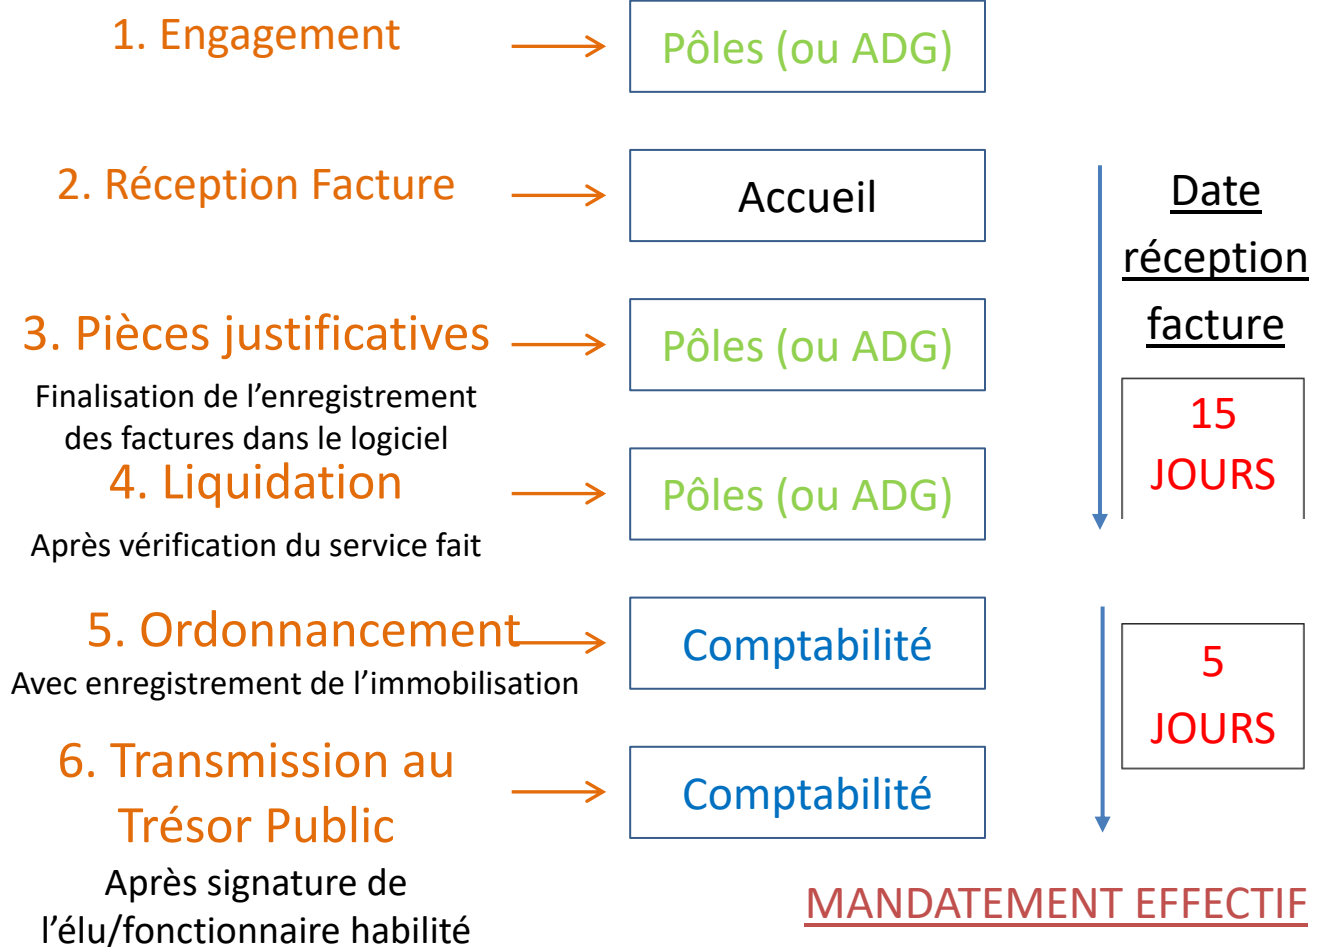 1. Engagement
Pôles (ou ADG)
2. Réception Facture
Accueil
Date
réception
facture
3. Pièces justificatives
Pôles (ou ADG)
Finalisation de l’enregistrement
des factures dans le logiciel
15
JOURS
4. Liquidation
Pôles (ou ADG)
Après vérification du service fait
5. Ordonnancement
Comptabilité
Avec enregistrement de l’immobilisation
5
JOURS
6. Transmission au
Trésor Public
Comptabilité
Après signature de
l’élu/fonctionnaire habilité
MANDATEMENT EFFECTIF